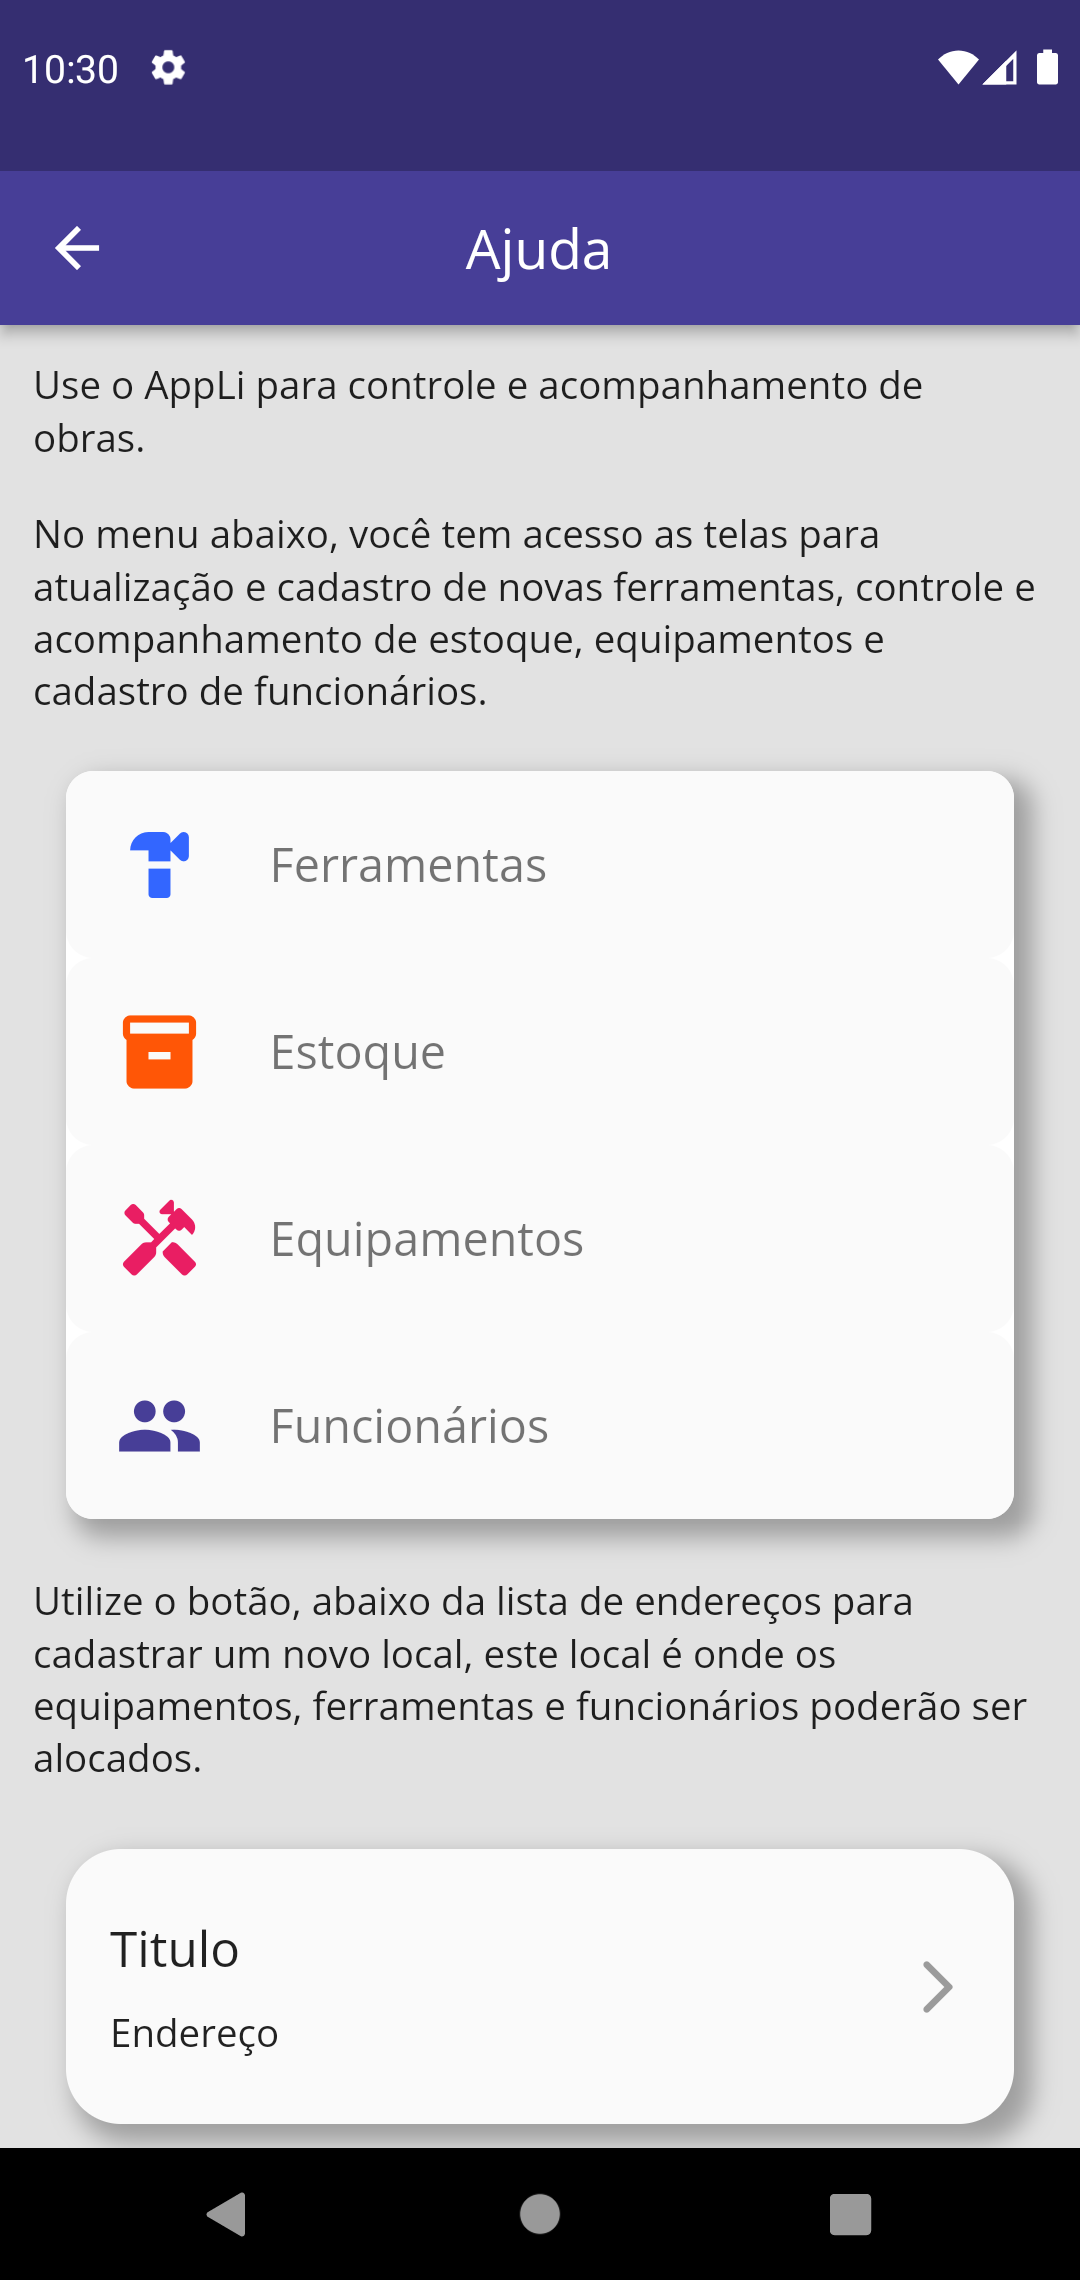 10:30
Ajuda
Use o AppLi para controle e acompanhamento de
obras.
No menu abaixo, você tem acesso as telas para
atualização e cadastro de novas ferramentas, controle e
acompanhamento de estoque, equipamentos e
cadastro de funcionários.
Ferramentas
Estoque
Equipamentos
Funcionários
Utilize o botão, abaixo da lista de endereços para
cadastrar um novo local, este local é onde os
equipamentos, ferramentas e funcionários poderão ser
alocados.
Titulo
Endereço